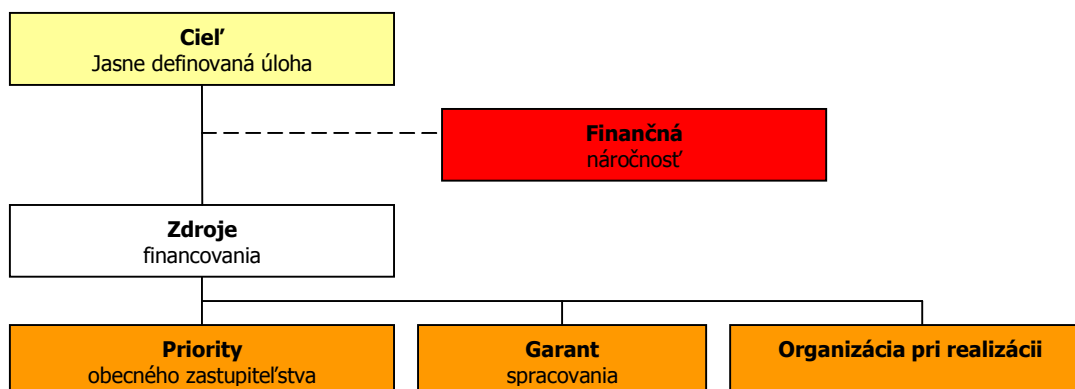 Cieľ
Jasne definovaná úloha
Finančná
náročnosť
Zdroje
financovania
Priority
obecného zastupiteľstva
Garant
spracovania
Organizácia pri realizácii